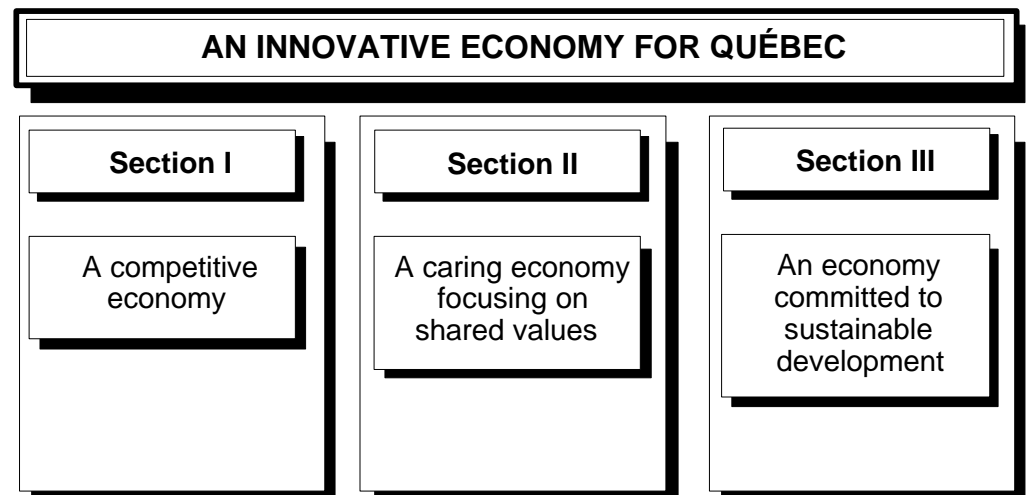 AN INNOVATIVE ECONOMY FOR QUÉBEC
Section I
A competitive
economy
Section II
A caring economy
focusing on
shared values
Section III
An economy
committed to
sustainable
development